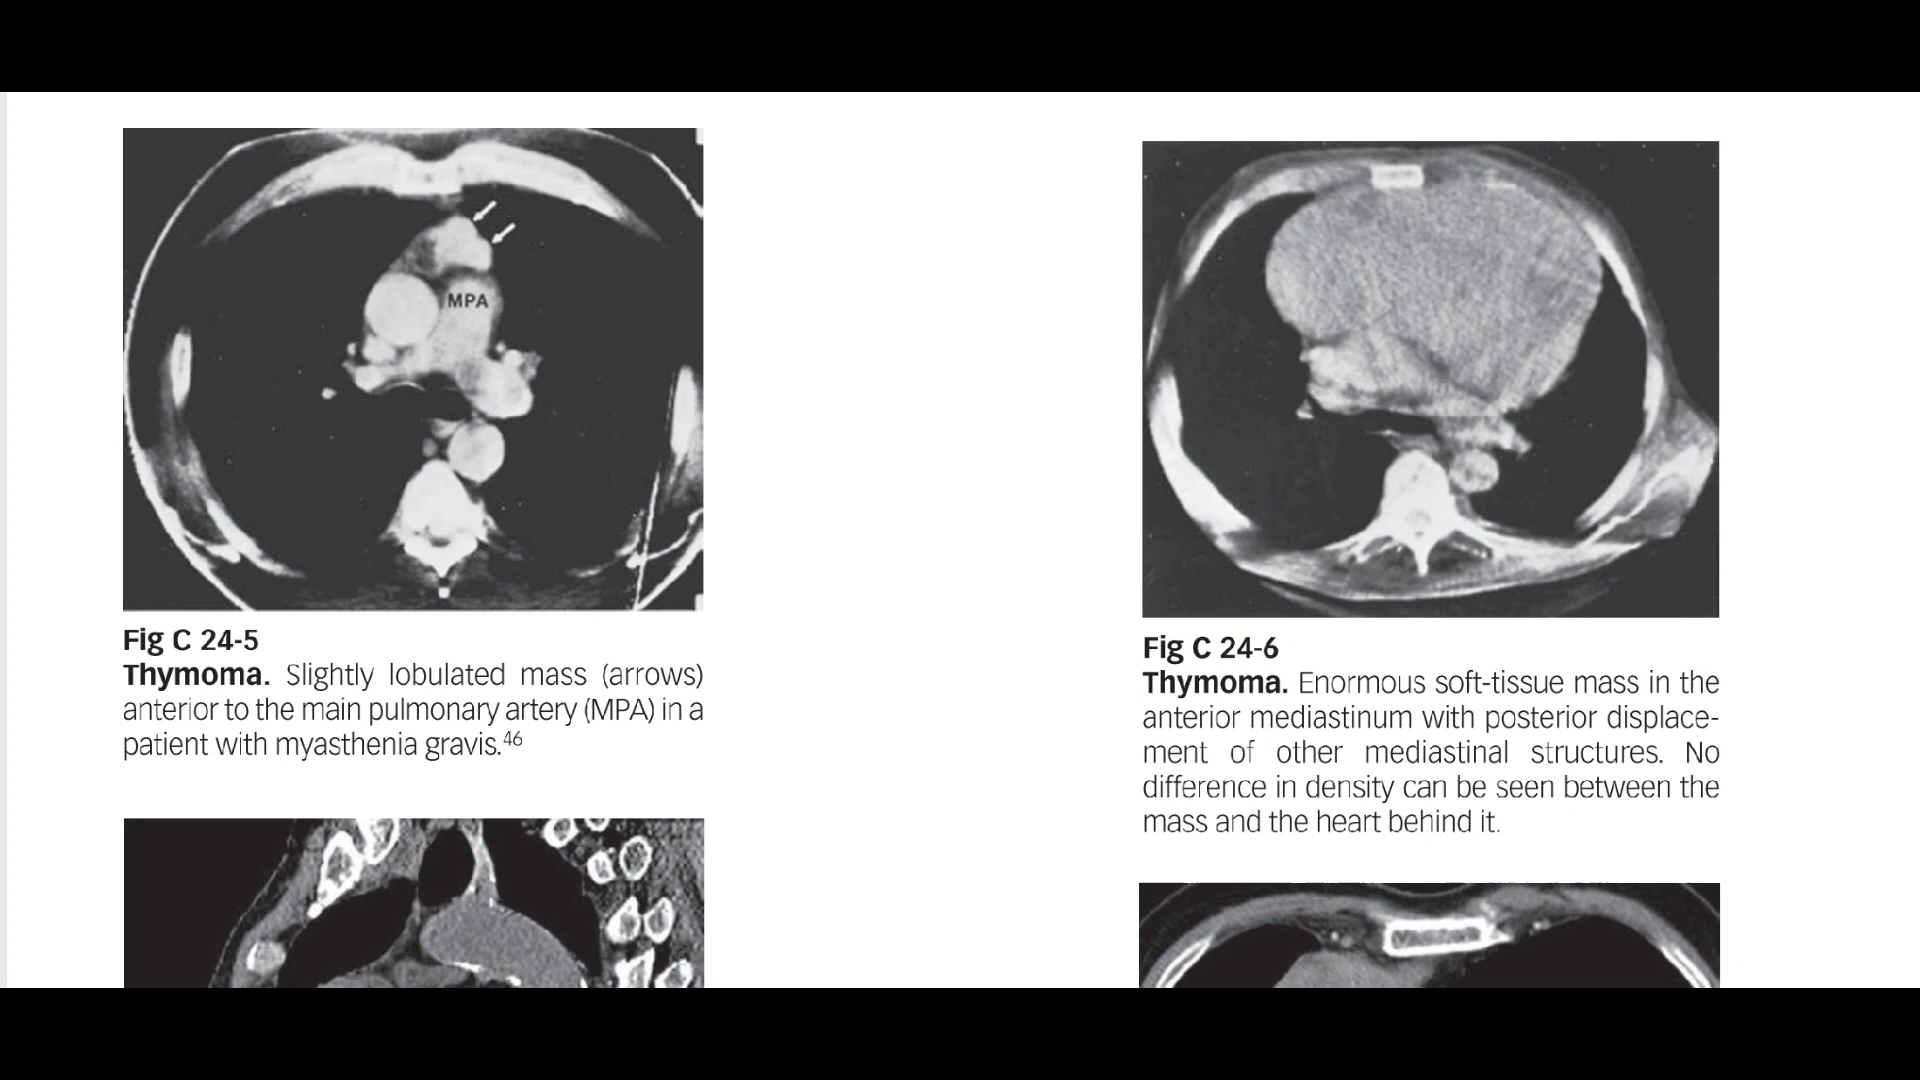 MPA
Fig C 24-5
Thymoma. Slightly lobulated mass (arrows)
anterior to the main pulmonary artery (MPA) in a
patient with myasthenia gravis.46
Fig C 24-6
Thymoma. Enormous soft-tissue mass in the
anterior mediastinum with posterior displace-
ment of other mediastinal structures. No
difference in density can be seen between the
mass and the heart behind it.